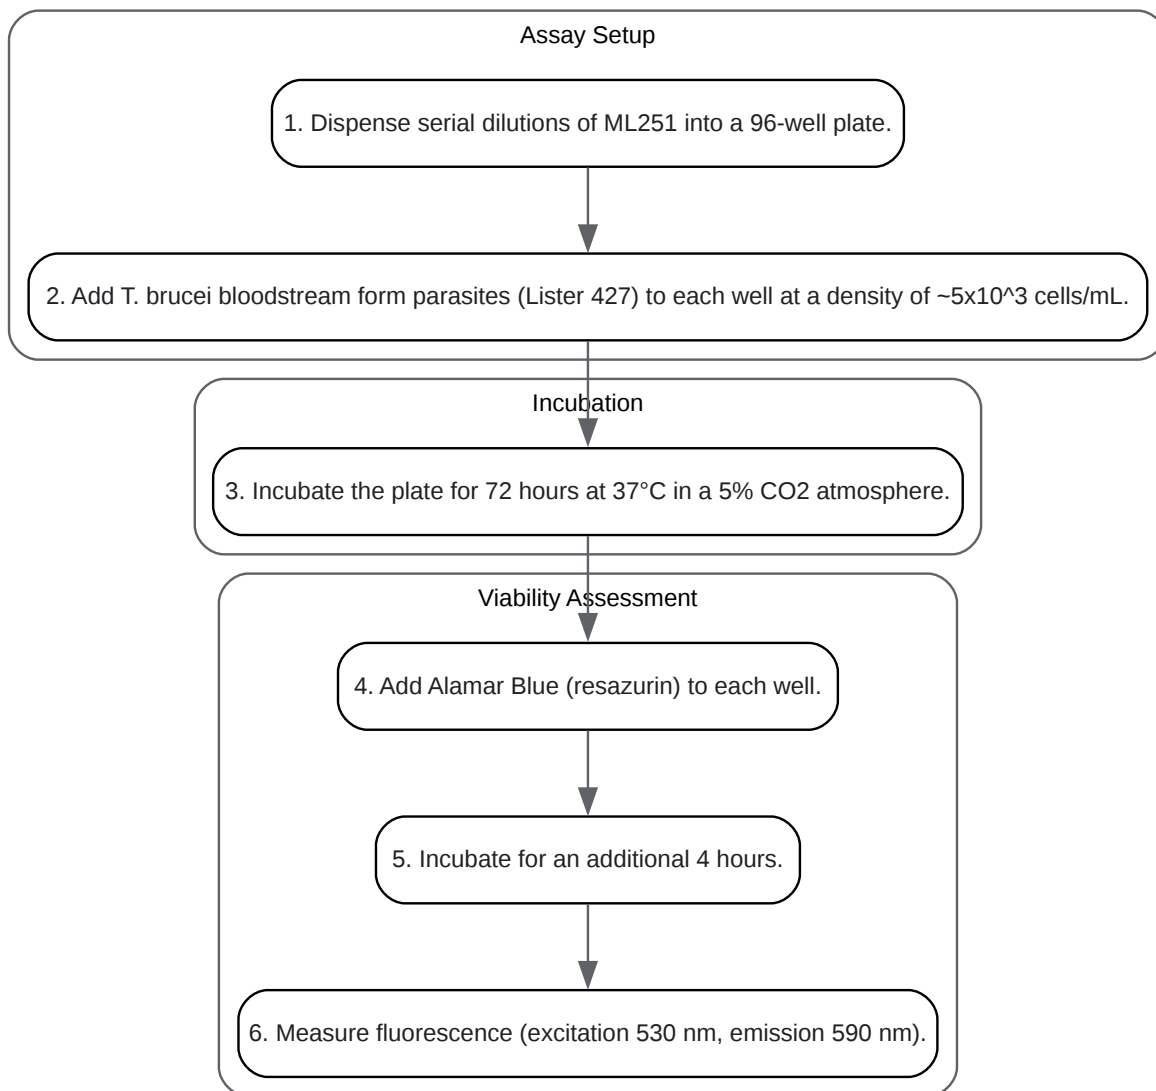 Assay Setup
1. Dispense serial dilutions of ML251 into a 96-well plate.
2. Add T. brucei bloodstream form parasites (Lister 427) to each well at a density of ~5x10^3 cells/mL.
Incubation
3. Incubate the plate for 72 hours at 37°C in a 5% CO2 atmosphere.
Viability Assessment
4. Add Alamar Blue (resazurin) to each well.
5. Incubate for an additional 4 hours.
6. Measure fluorescence (excitation 530 nm, emission 590 nm).